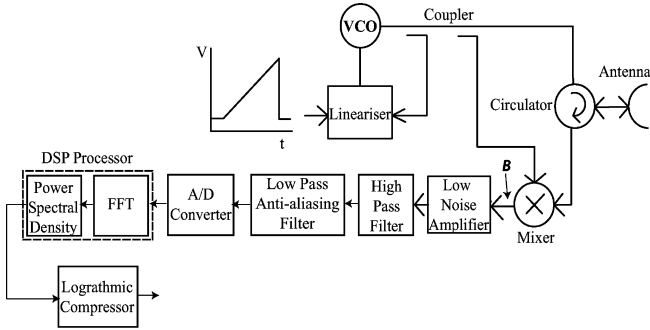 VCO
Coupler
V
t
Lineariser
Antenna
Circulator
DSP Processor
Power
Spectral
Density
FFT
A/D
Converter
Low Pass
Anti-aliasing
Filter
High
Pass
Filter
Low
Noise
Amplifier
B
Mixer
Lograthmic
Compressor